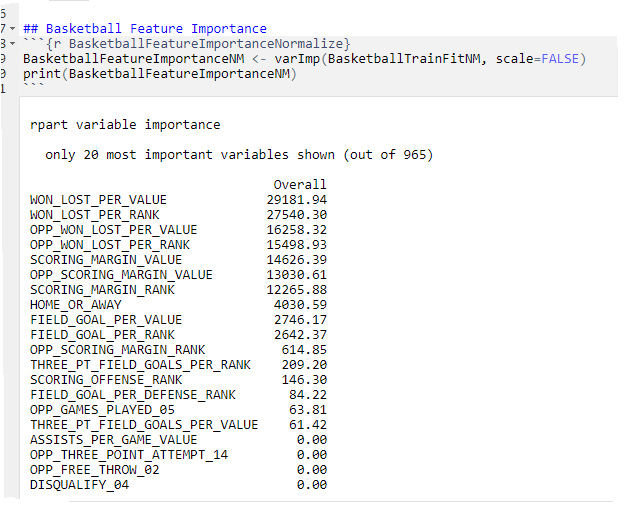 6
7 ## Basketball Feature Importance
8 ```{r BasketballFeatureImportanceNormalize}
9 BasketballFeatureImportanceNM <- varImp(BasketballTrainFitNM, scale=FALSE)
0 print(BasketballFeatureImportanceNM)
1 ```
rpart variable importance
only 20 most important variables shown (out of 965)
Overall
WON_LOST_PER_VALUE 29181.94
WON_LOST_PER_RANK 27540.30
OPP_WON_LOST_PER_VALUE 16258.32
OPP_WON_LOST_PER_RANK 15498.93
SCORING_MARGIN_VALUE 14626.39
OPP_SCORING_MARGIN_VALUE 13030.61
SCORING_MARGIN_RANK 12265.88
HOME_OR_AWAY 4030.59
FIELD_GOAL_PER_VALUE 2746.17
FIELD_GOAL_PER_RANK 2642.37
OPP_SCORING_MARGIN_RANK 614.85
THREE_PT_FIELD_GOALS_PER_RANK 209.20
SCORING_OFFENSE_RANK 146.30
FIELD_GOAL_PER_DEFENSE_RANK 84.22
OPP_GAMES_PLAYED_05 63.81
THREE_PT_FIELD_GOALS_PER_VALUE 61.42
ASSISTS_PER_GAME_VALUE 0.00
OPP_THREE_POINT_ATTEMPT_14 0.00
OPP_FREE_THROW_02 0.00
DISQUALIFY_04 0.00